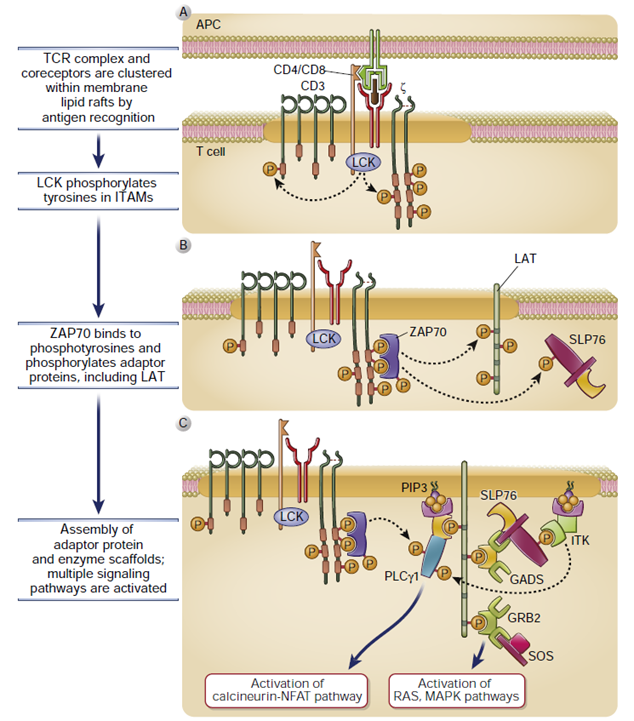 A
APC
TCR complex and
coreceptors are clustered
within membrane
lipid rafts by
antigen recognition
CD4/CD8
CD3
ζ
T cell
LCK
P
P
P
P
P
LCK phosphorylates
tyrosines in ITAMs
B
LAT
ZAP70
SLP76
LCK
P
P
P
P
P
P
P
P
P
P
P
ZAP70 binds to
phosphotyrosines and
phosphorylates adaptor
proteins, including LAT
C
PIP3
SLP76
LCK
P
P
P
P
P
P
P
P
P
P
P
P
ITK
PLCγ1
GADS
GRB2
SOS
Assembly of
adaptor protein
and enzyme scaffolds;
multiple signaling
pathways are activated
Activation of
calcineurin-NFAT pathway
Activation of
RAS, MAPK pathways